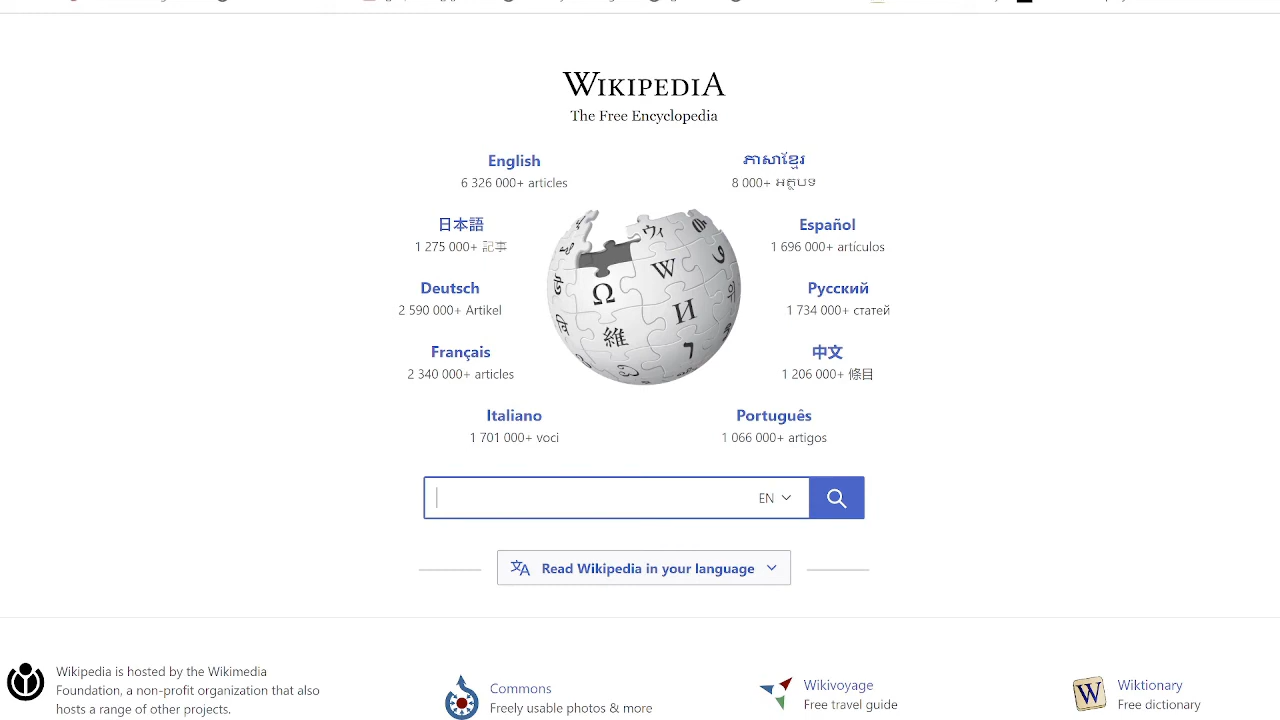 WIKIPEDIA
The Free Encyclopedia
English
6 326 000+ articles
ភាសាខ្មែរ
8 000+ អត្ថបទ
日本語
1 275 000+ 記事
Español
1 696 000+ artículos
Deutsch
2 590 000+ Artikel
Русский
1 734 000+ статей
Français
2 340 000+ articles
中文
1 206 000+ 條目
Italiano
1 701 000+ voci
Português
1 066 000+ artigos
Ω
W
И
維
ウィ
EN
Read Wikipedia in your language
Wikipedia is hosted by the Wikimedia
Foundation, a non-profit organization that also
hosts a range of other projects.
Commons
Freely usable photos & more
Wikivoyage
Free travel guide
W
Wiktionary
Free dictionary